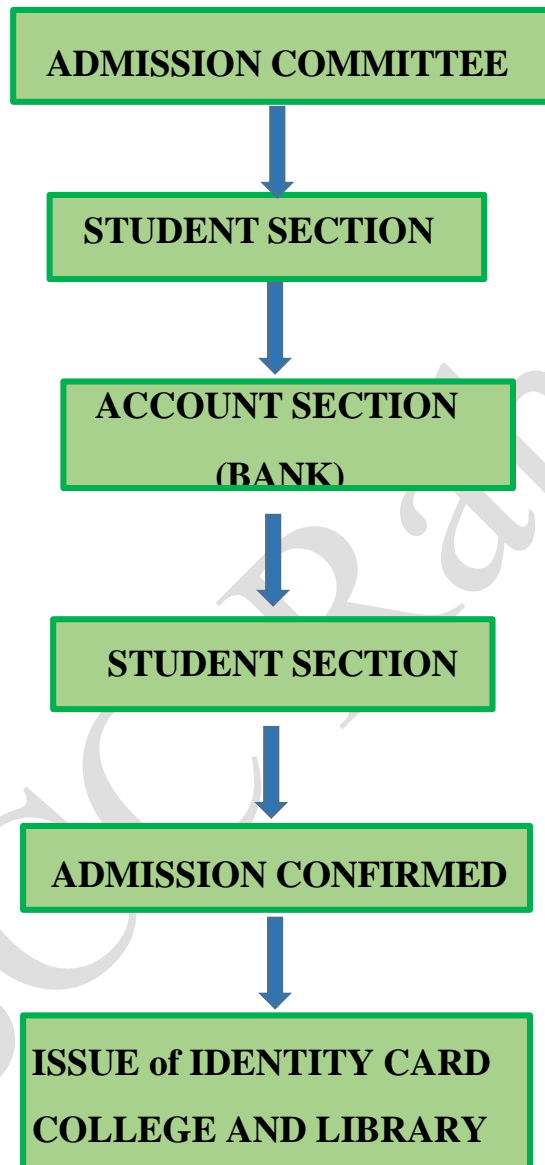 ADMISSION COMMITTEE
STUDENT SECTION
ACCOUNT SECTION
(BANK)
STUDENT SECTION
ADMISSION CONFIRMED
ISSUE of IDENTITY CARD
COLLEGE AND LIBRARY